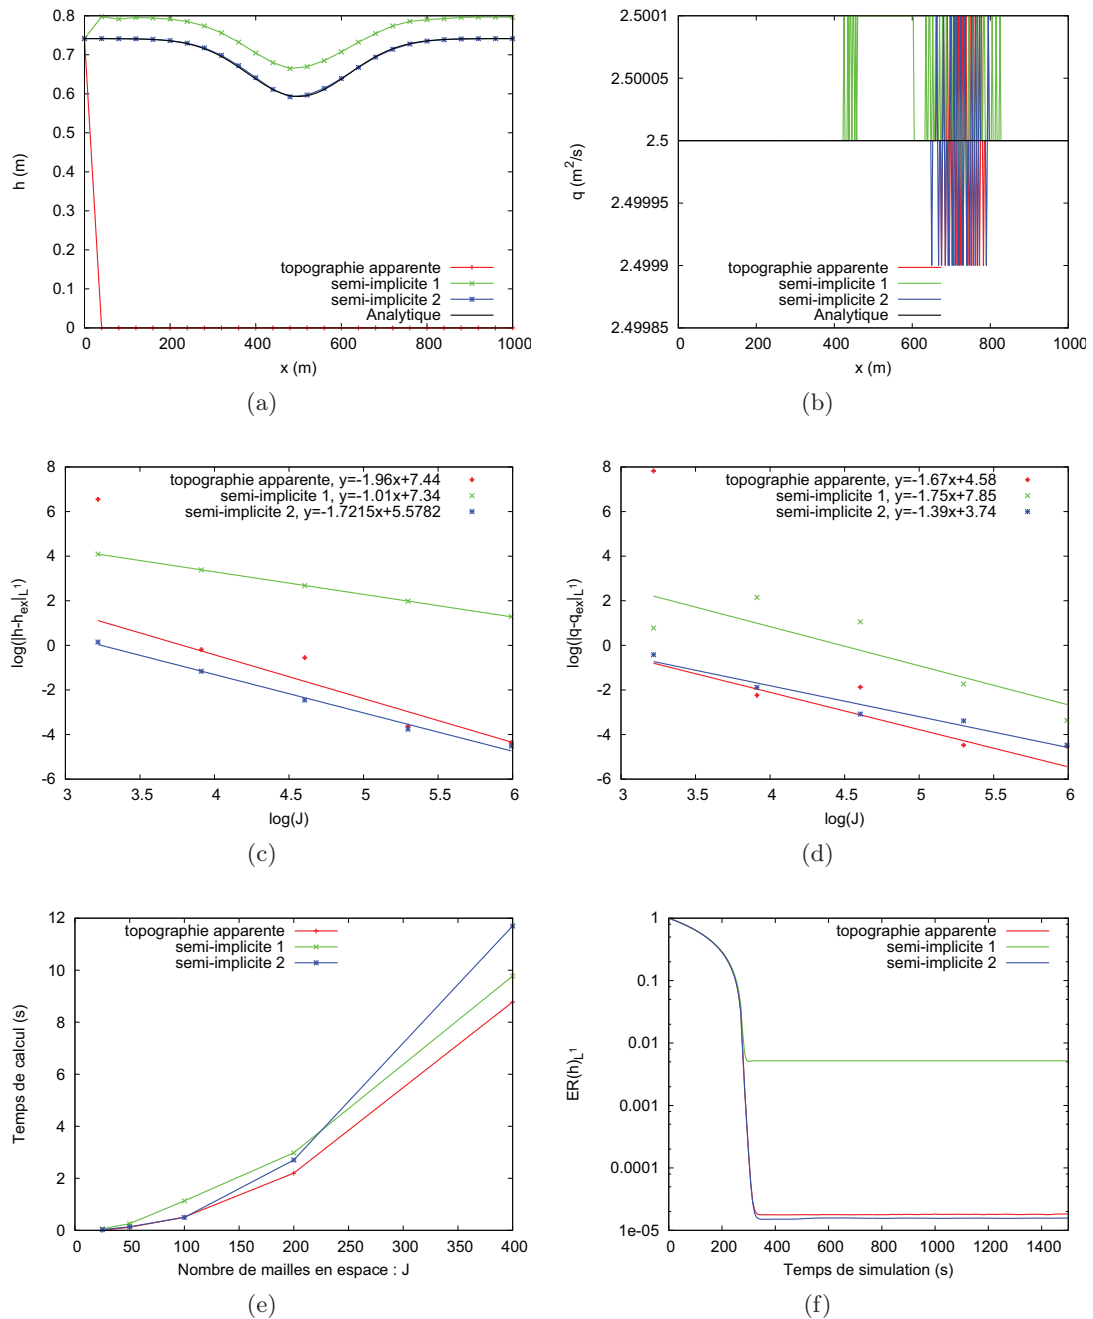 0.8
0.7
0.6
0.5
0.4
0.3
0.2
0.1
0
h (m)
topographie apparente
semi-implicite 1
semi-implicite 2
Analytique
0 200 400 600 800 1000
x (m)
(a)
2.5001
2.50005
2.5
2.49995
2.4999
2.49985
q (m²/s)
topographie apparente
semi-implicite 1
semi-implicite 2
Analytique
0 200 400 600 800 1000
x (m)
(b)
8
6
4
2
0
-2
-4
-6
log(|h-hex|L¹)
topographie apparente, y=-1.96x+7.44
semi-implicite 1, y=-1.01x+7.34
semi-implicite 2, y=-1.7215x+5.5782
3 3.5 4 4.5 5 5.5 6
log(J)
(c)
8
6
4
2
0
-2
-4
-6
log(|q-qex|L¹)
topographie apparente, y=-1.67x+4.58
semi-implicite 1, y=-1.75x+7.85
semi-implicite 2, y=-1.39x+3.74
3 3.5 4 4.5 5 5.5 6
log(J)
(d)
12
10
8
6
4
2
0
Temps de calcul (s)
topographie apparente
semi-implicite 1
semi-implicite 2
0 50 100 150 200 250 300 350 400
Nombre de mailles en espace : J
(e)
1
0.1
0.01
0.001
0.0001
1e-05
ER(h)L¹
topographie apparente
semi-implicite 1
semi-implicite 2
0 200 400 600 800 1000 1200 1400
Temps de simulation (s)
(f)